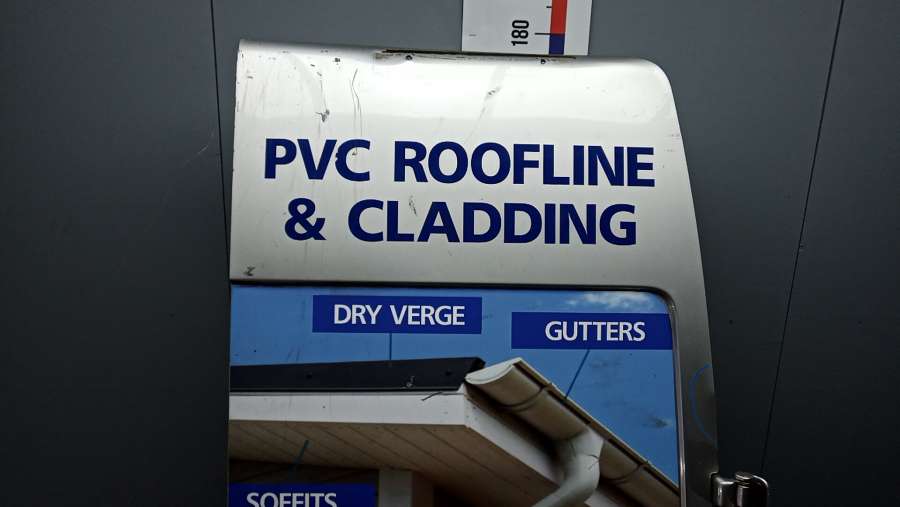 180
PVC ROOFLINE
& CLADDING
DRY VERGE
GUTTERS
SOFFITS